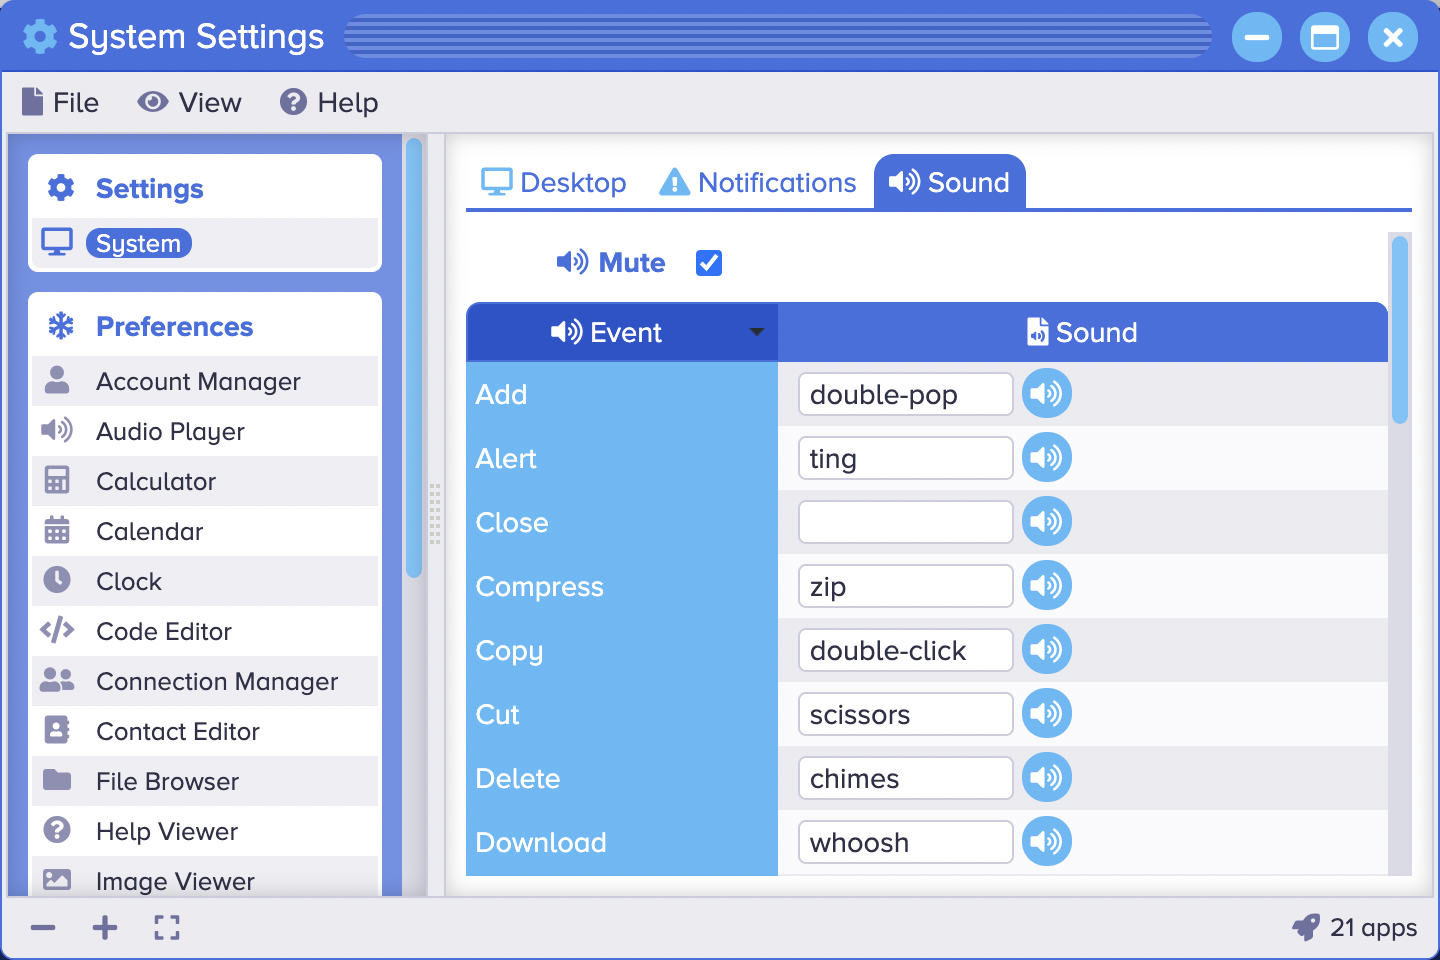 System Settings
File View Help
Settings
System
Preferences
Account Manager
Audio Player
Calculator
Calendar
Clock
Code Editor
Connection Manager
Contact Editor
File Browser
Help Viewer
Image Viewer
Desktop Notifications Sound
Mute
Event Sound
Add double-pop
Alert ting
Close
Compress zip
Copy double-click
Cut scissors
Delete chimes
Download whoosh
21 apps